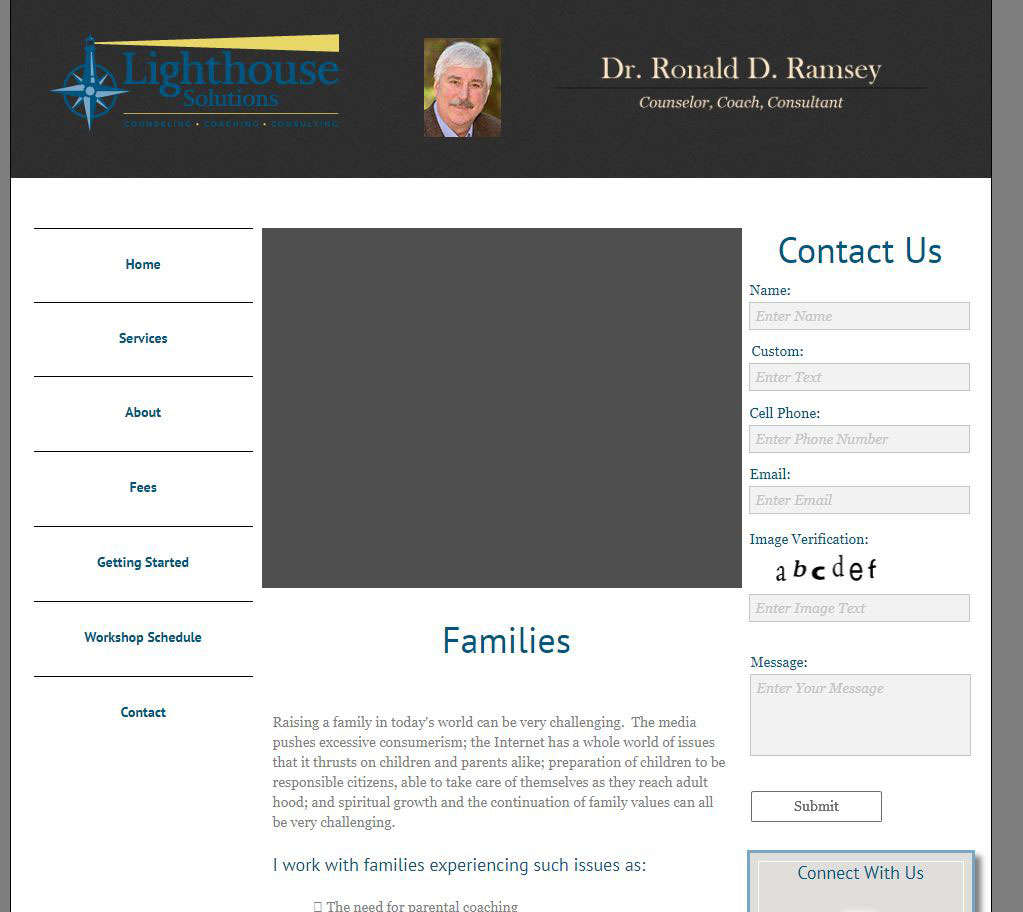 Lighthouse
Solutions
COUNSELING • COACHING • CONSULTING
Dr. Ronald D. Ramsey
Counselor, Coach, Consultant
Home
Services
About
Fees
Getting Started
Workshop Schedule
Contact
Families
Raising a family in today's world can be very challenging.  The media
pushes excessive consumerism; the Internet has a whole world of issues
that it thrusts on children and parents alike; preparation of children to be
responsible citizens, able to take care of themselves as they reach adult
hood; and spiritual growth and the continuation of family values can all
be very challenging.
I work with families experiencing such issues as:
The need for parental coaching
Contact Us
Name:
Enter Name
Custom:
Enter Text
Cell Phone:
Enter Phone Number
Email:
Enter Email
Image Verification:
abcdef
Enter Image Text
Message:
Enter Your Message
Submit
Connect With Us